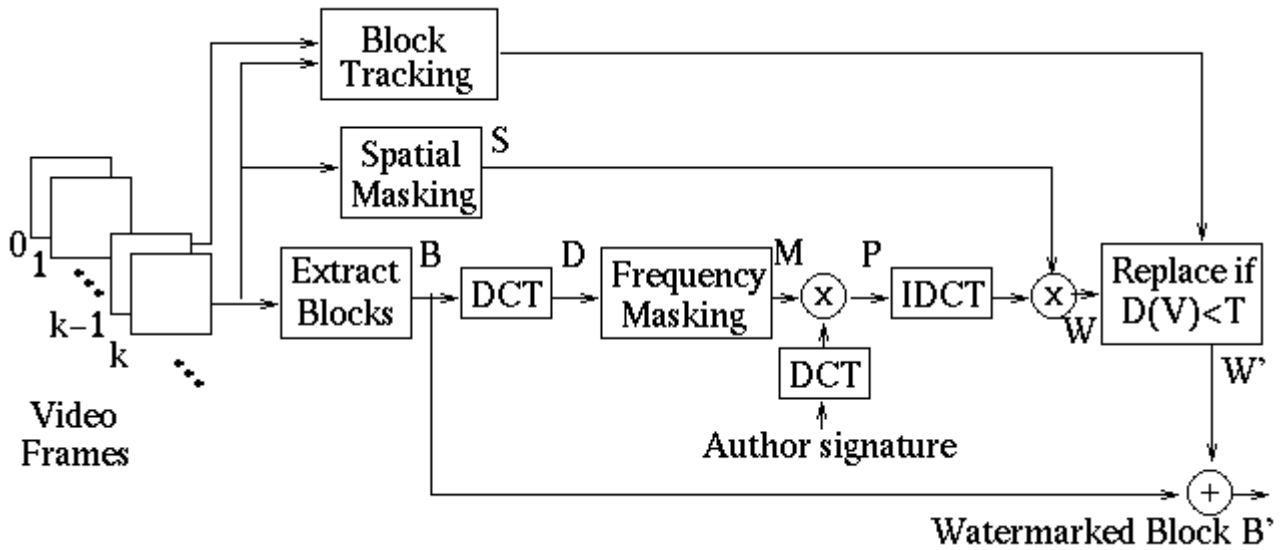 Block
Tracking
Spatial
Masking
S
0
1
k-1
k
Video
Frames
Extract
Blocks
B
DCT
D
Frequency
Masking
M
X
P
IDCT
X
W
Replace if
D(V)<T
W'
DCT
Author signature
+
Watermarked Block B'